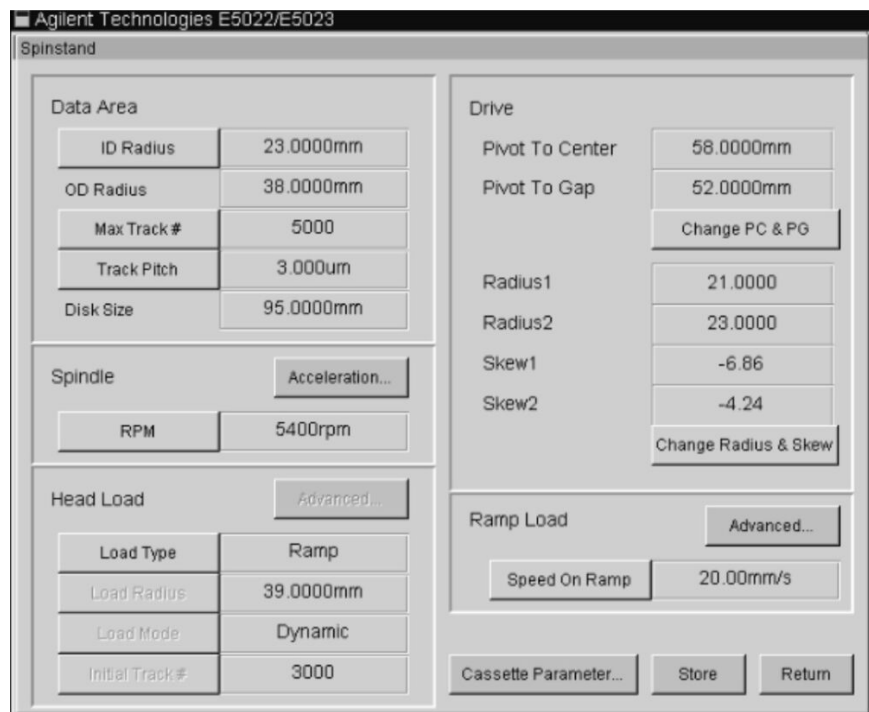 Agilent Technologies E5022/E5023
Spinstand
Data Area
ID Radius 23.0000mm
OD Radius 38.0000mm
Max Track # 5000
Track Pitch 3.000um
Disk Size 95.0000mm
Spindle Acceleration...
RPM 5400rpm
Head Load Advanced...
Load Type Ramp
Load Radius 39.0000mm
Load Mode Dynamic
Initial Track # 3000
Drive
Pivot To Center 58.0000mm
Pivot To Gap 52.0000mm
Change PC & PG
Radius1 21.0000
Radius2 23.0000
Skew1 -6.86
Skew2 -4.24
Change Radius & Skew
Ramp Load Advanced...
Speed On Ramp 20.00mm/s
Cassette Parameter... Store Return